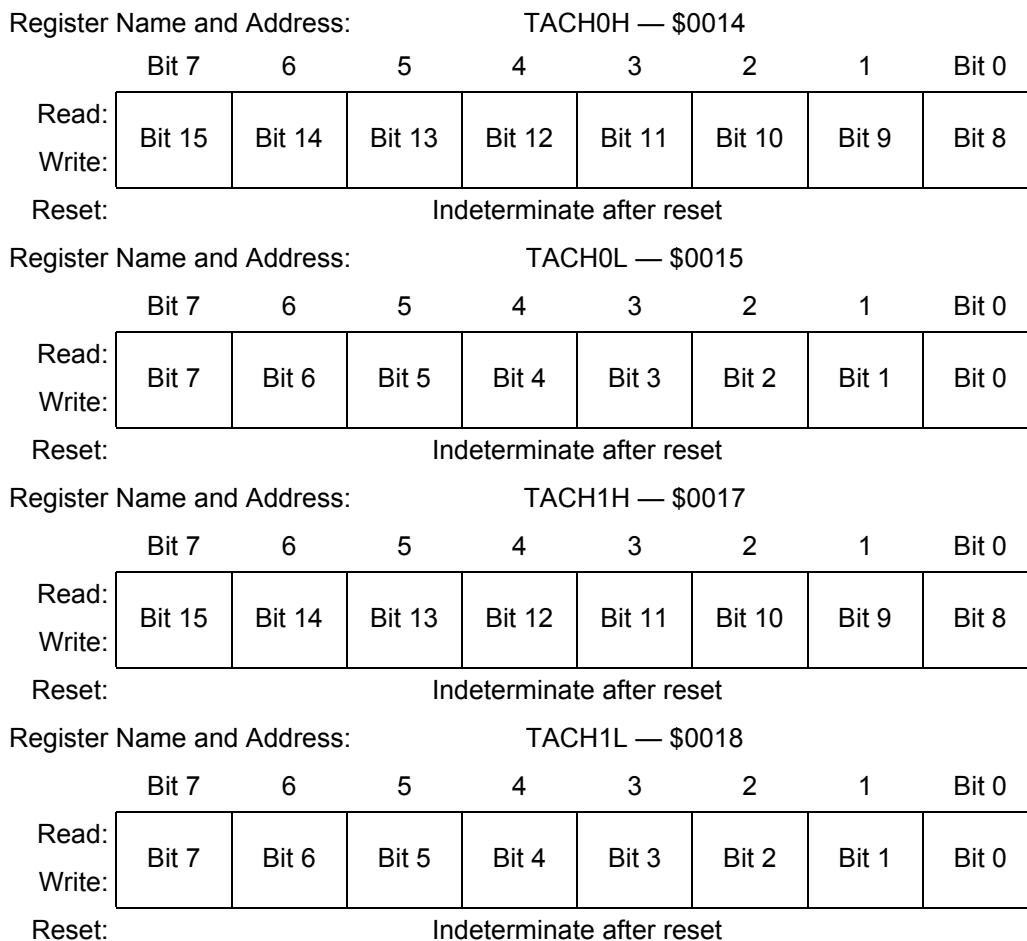 Register Name and Address: TACH0H — $0014
Bit 7 6 5 4 3 2 1 Bit 0
Read:
Bit 15 Bit 14 Bit 13 Bit 12 Bit 11 Bit 10 Bit 9 Bit 8
Write:
Reset: Indeterminate after reset
Register Name and Address: TACH0L — $0015
Bit 7 6 5 4 3 2 1 Bit 0
Read:
Bit 7 Bit 6 Bit 5 Bit 4 Bit 3 Bit 2 Bit 1 Bit 0
Write:
Reset: Indeterminate after reset
Register Name and Address: TACH1H — $0017
Bit 7 6 5 4 3 2 1 Bit 0
Read:
Bit 15 Bit 14 Bit 13 Bit 12 Bit 11 Bit 10 Bit 9 Bit 8
Write:
Reset: Indeterminate after reset
Register Name and Address: TACH1L — $0018
Bit 7 6 5 4 3 2 1 Bit 0
Read:
Bit 7 Bit 6 Bit 5 Bit 4 Bit 3 Bit 2 Bit 1 Bit 0
Write:
Reset: Indeterminate after reset